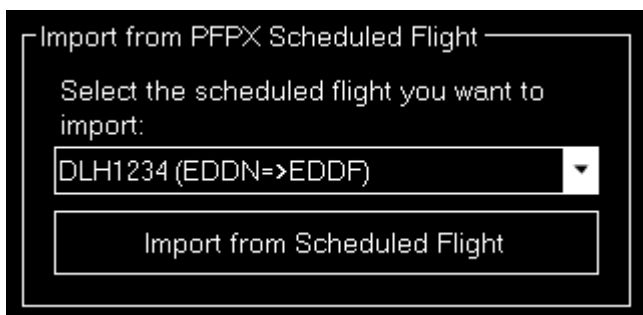 Import from PFPX Scheduled Flight
Select the scheduled flight you want to
import:
DLH1234 (EDDN=>EDDF)
Import from Scheduled Flight